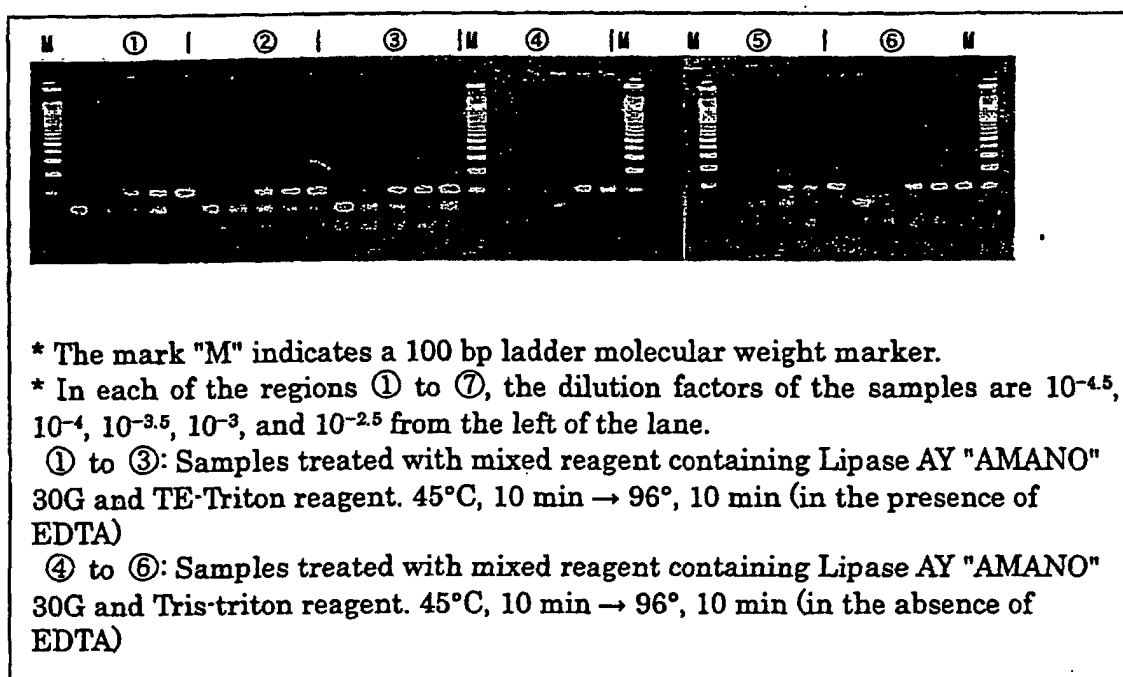 M ① | ② | ③ |M ④ |M M ⑤ | ⑥ M
* The mark "M" indicates a 100 bp ladder molecular weight marker.
* In each of the regions ① to ⑦, the dilution factors of the samples are 10⁻⁴·⁵,
10⁻⁴, 10⁻³·⁵, 10⁻³, and 10⁻²·⁵ from the left of the lane.
① to ③: Samples treated with mixed reagent containing Lipase AY "AMANO"
30G and TE-Triton reagent. 45°C, 10 min → 96°, 10 min (in the presence of
EDTA)
④ to ⑥: Samples treated with mixed reagent containing Lipase AY "AMANO"
30G and Tris-triton reagent. 45°C, 10 min → 96°, 10 min (in the absence of
EDTA)